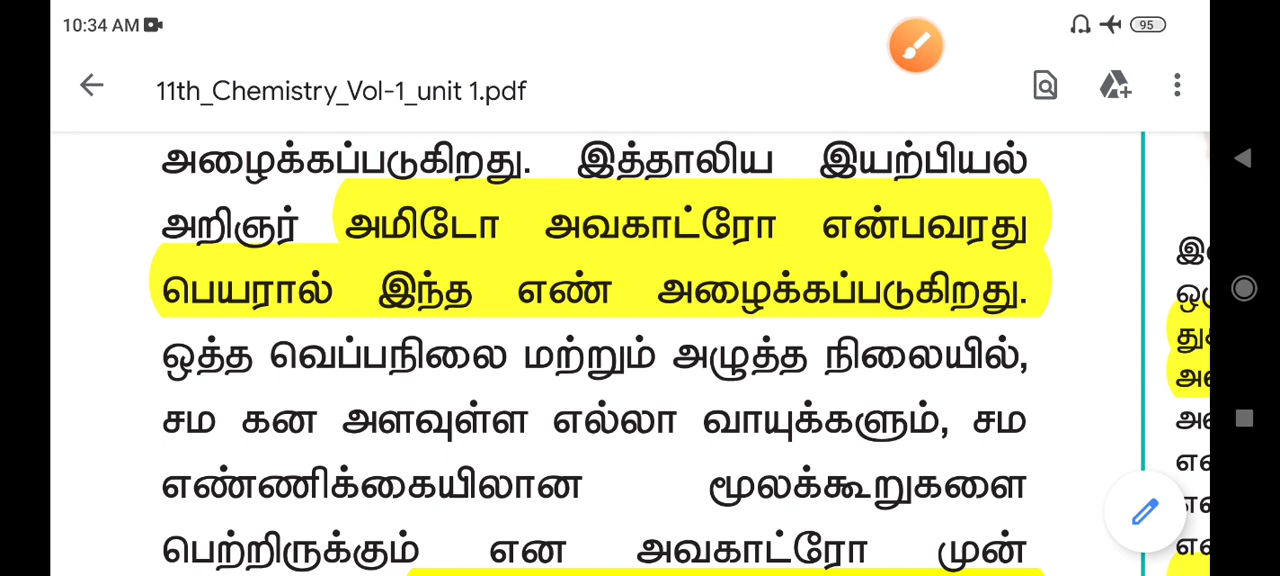 10:34 AM
95
11th_Chemistry_Vol-1_unit 1.pdf
அழைக்கப்படுகிறது. இத்தாலிய இயற்பியல்
அறிஞர் அமிடோ அவகாட்ரோ என்பவரது
பெயரால் இந்த எண் அழைக்கப்படுகிறது.
ஒத்த வெப்பநிலை மற்றும் அழுத்த நிலையில்,
சம கன அளவுள்ள எல்லா வாயுக்களும், சம
எண்ணிக்கையிலான மூலக்கூறுகளை
பெற்றிருக்கும் என அவகாட்ரோ முன்